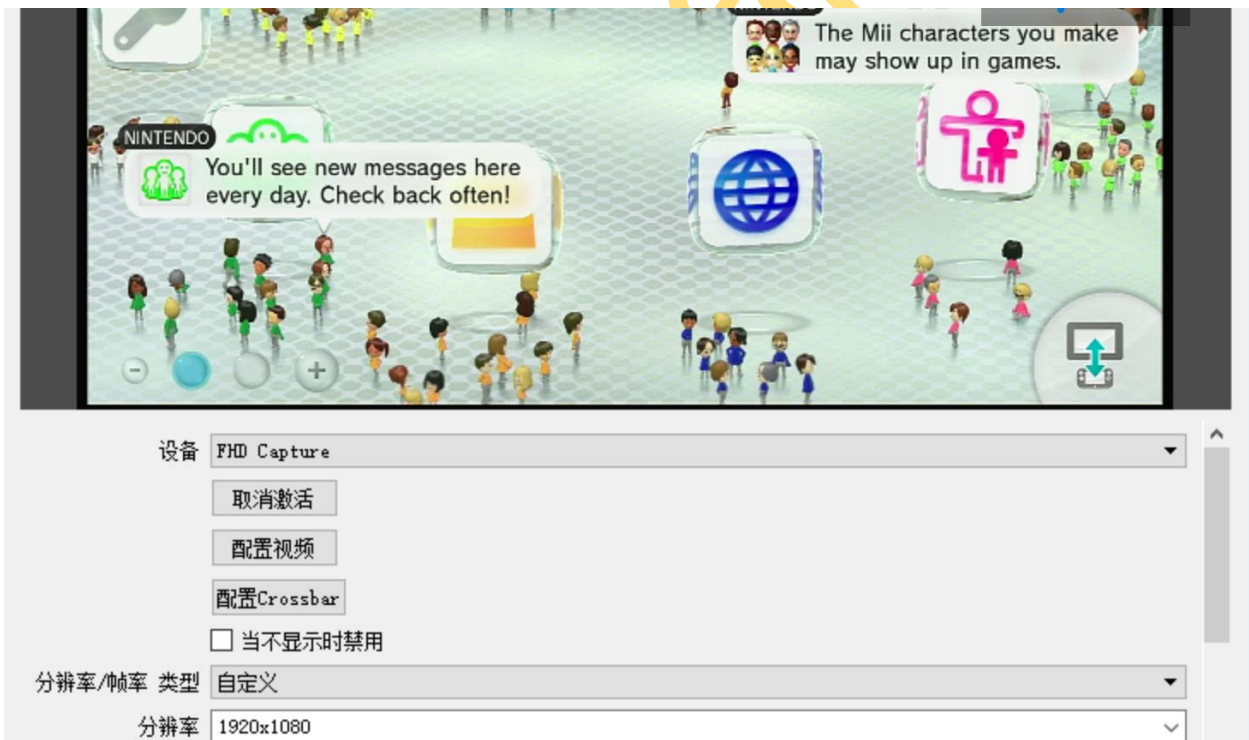 The Mii characters you make
may show up in games.
NINTENDO
You'll see new messages here
every day. Check back often!
设备 FHD Capture
取消激活
配置视频
配置Crossbar
当不显示时禁用
分辨率/帧率 类型 自定义
分辨率 1920x1080